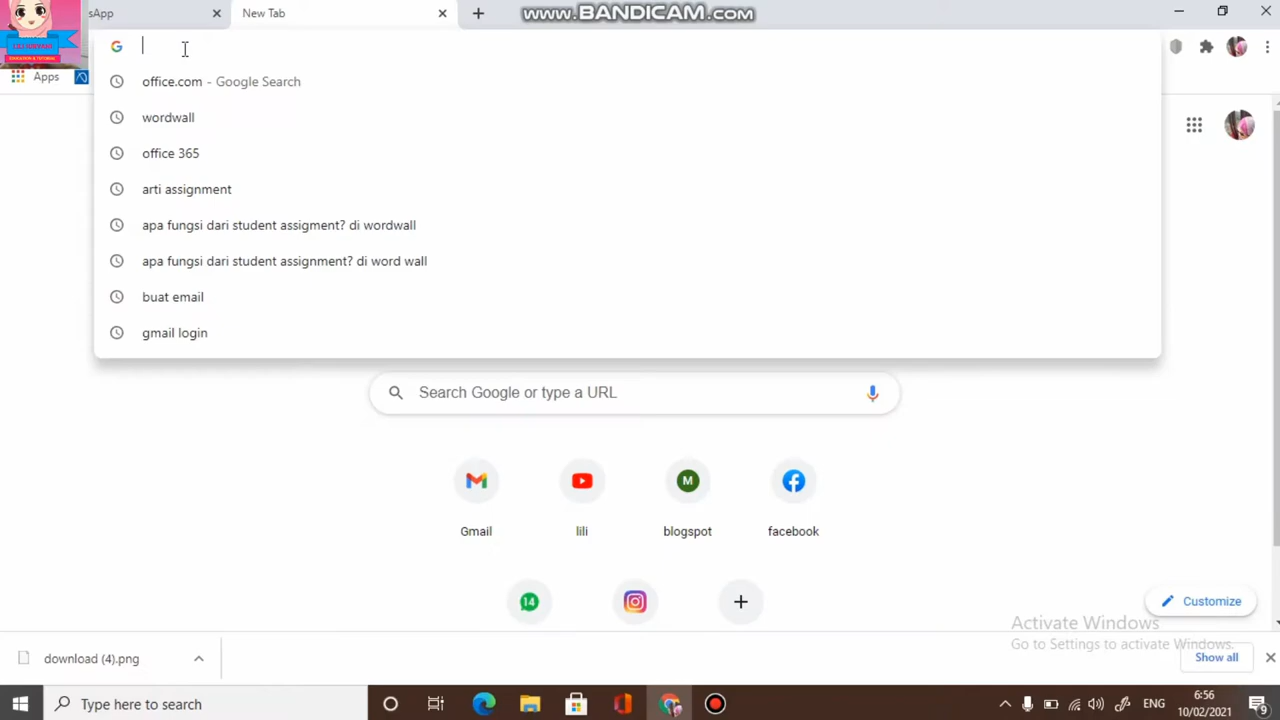 sApp
New Tab
www.BANDICAM.com
office.com - Google Search
Apps
wordwall
office 365
arti assignment
apa fungsi dari student assigment? di wordwall
apa fungsi dari student assignment? di word wall
buat email
gmail login
Search Google or type a URL
M
Gmail
lili
blogspot
facebook
14
Customize
Activate Windows
Go to Settings to activate Windows.
download (4).png
Show all
Type here to search
ENG
6:56
10/02/2021
9